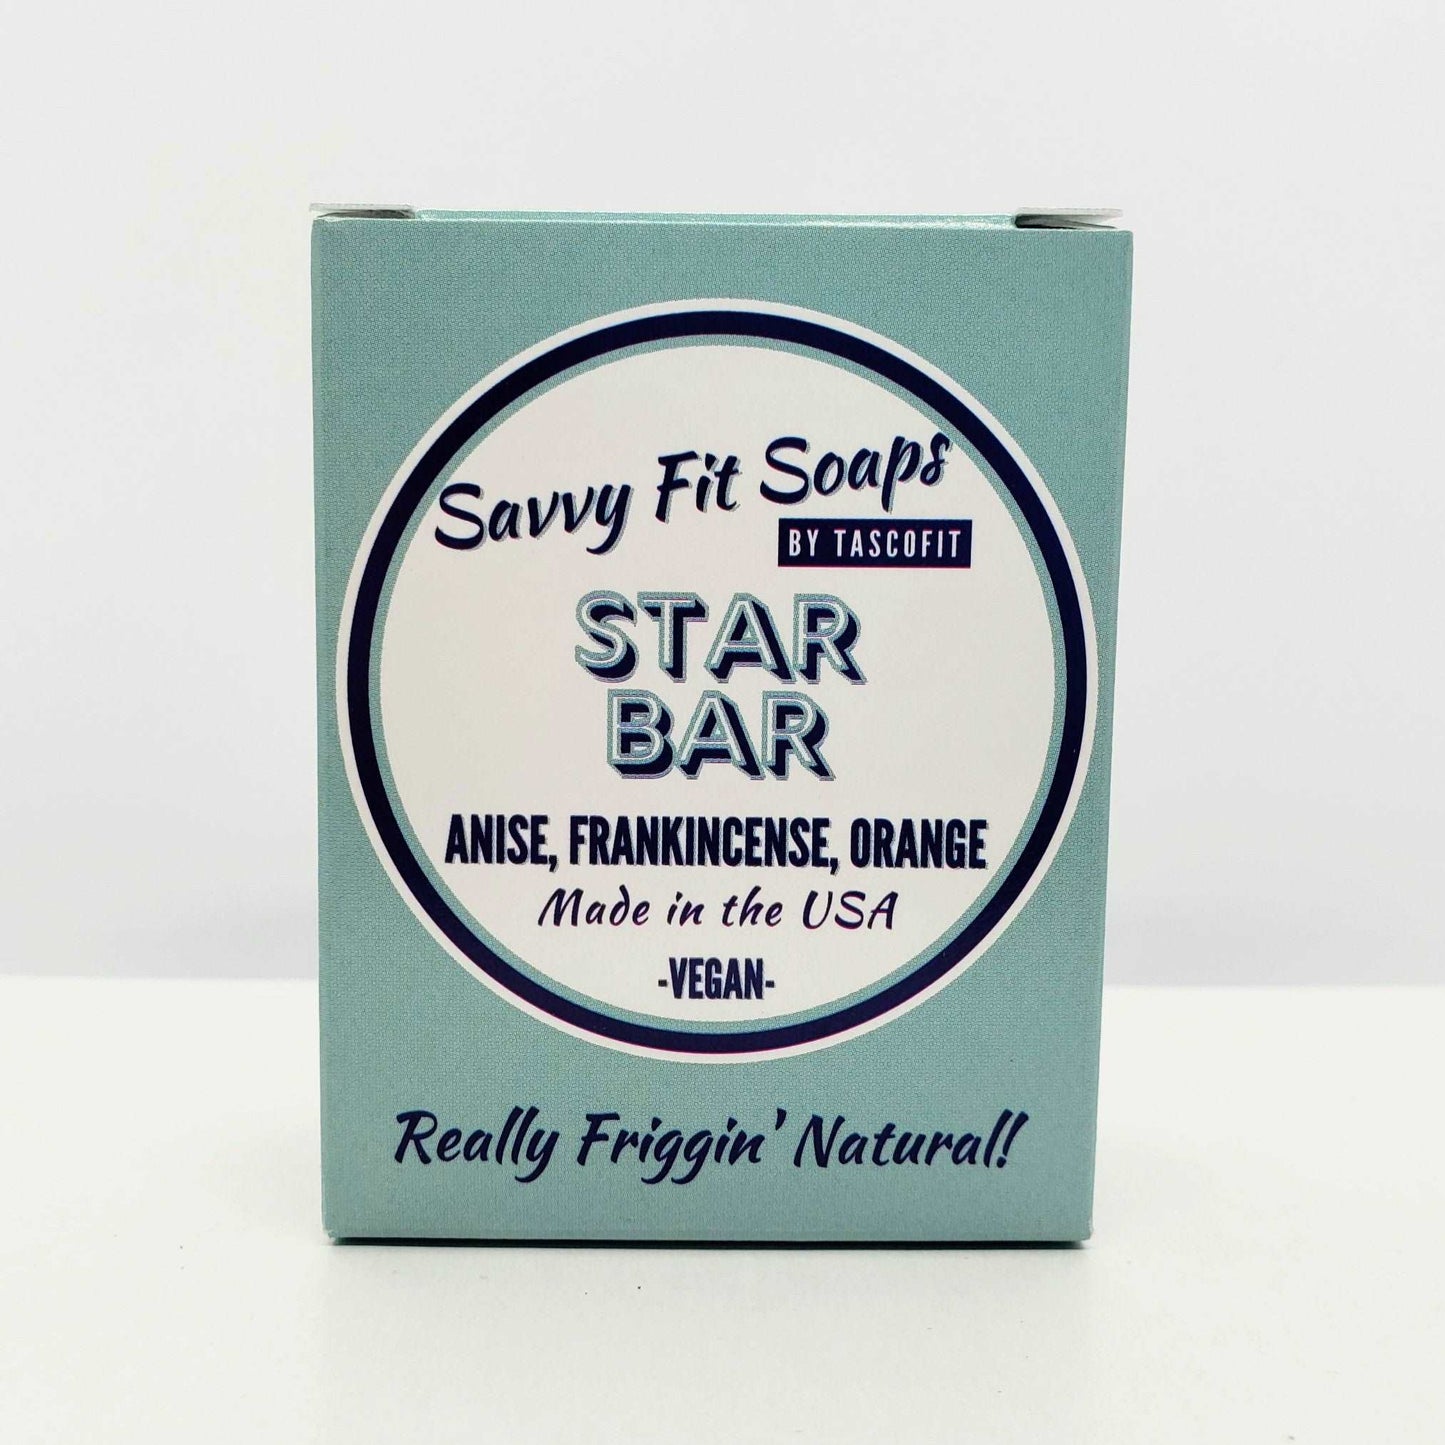 Savvy Fit Soaps
BY TASCOFIT
STAR
BAR
ANISE, FRANKINCENSE, ORANGE
Made in the USA
-VEGAN-
Really Friggin' Natural!